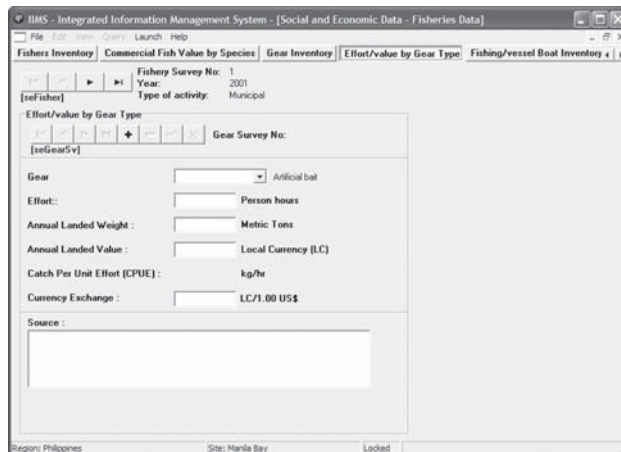 IIMS - Integrated Information Management System - [Social and Economic Data - Fisheries Data]
File Edit View Query Launch Help
Fishers Inventory Commercial Fish Value by Species Gear Inventory Effort/value by Gear Type Fishing/vessel Boat Inventory
Fishery Survey No: 1
Year: 2001
[seFisher] Type of activity: Municipal
Effort/value by Gear Type
Gear Survey No:
[seGearSv]
Gear Artificial bait
Effort:: Person hours
Annual Landed Weight : Metric Tons
Annual Landed Value : Local Currency (LC)
Catch Per Unit Effort (CPUE) : kg/hr
Currency Exchange : LC/1.00 US$
Source :
Region: Philippines Site: Manila Bay Locked